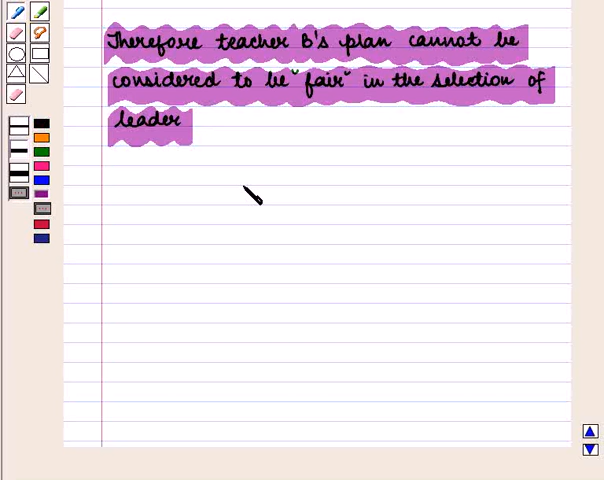 Therefore teacher B's plan cannot be
considered to be "fair" in the selection of
leader